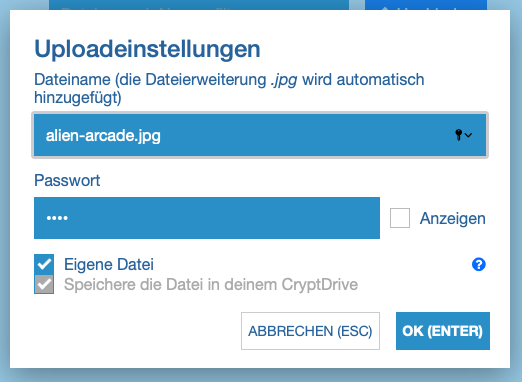 Uploadeinstellungen
Dateiname (die Dateierweiterung .jpg wird automatisch
hinzugefügt)
alien-arcade.jpg
Passwort
••••
Anzeigen
Eigene Datei
?
Speichere die Datei in deinem CryptDrive
ABBRECHEN (ESC)
OK (ENTER)